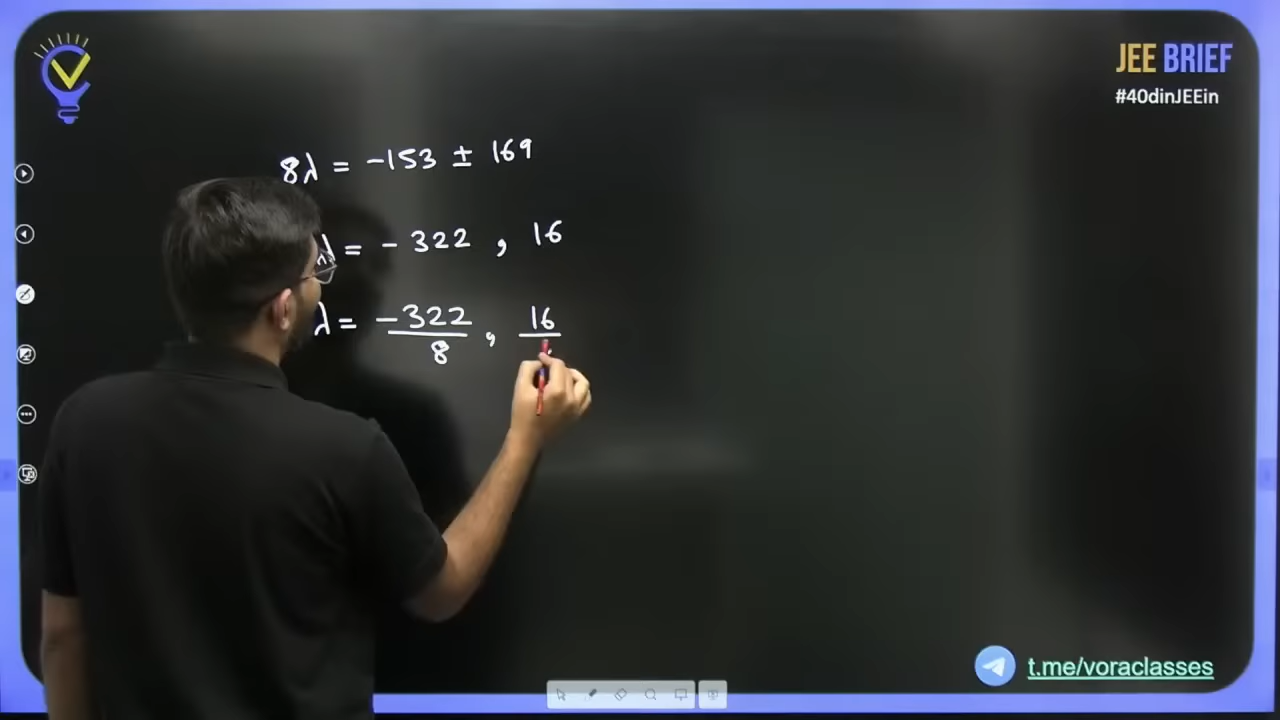 JEE BRIEF
#40dinJEEin
8λ = -153 ± 169
λ = -322 , 16
λ = -322/8 , 16/
t.me/voraclasses